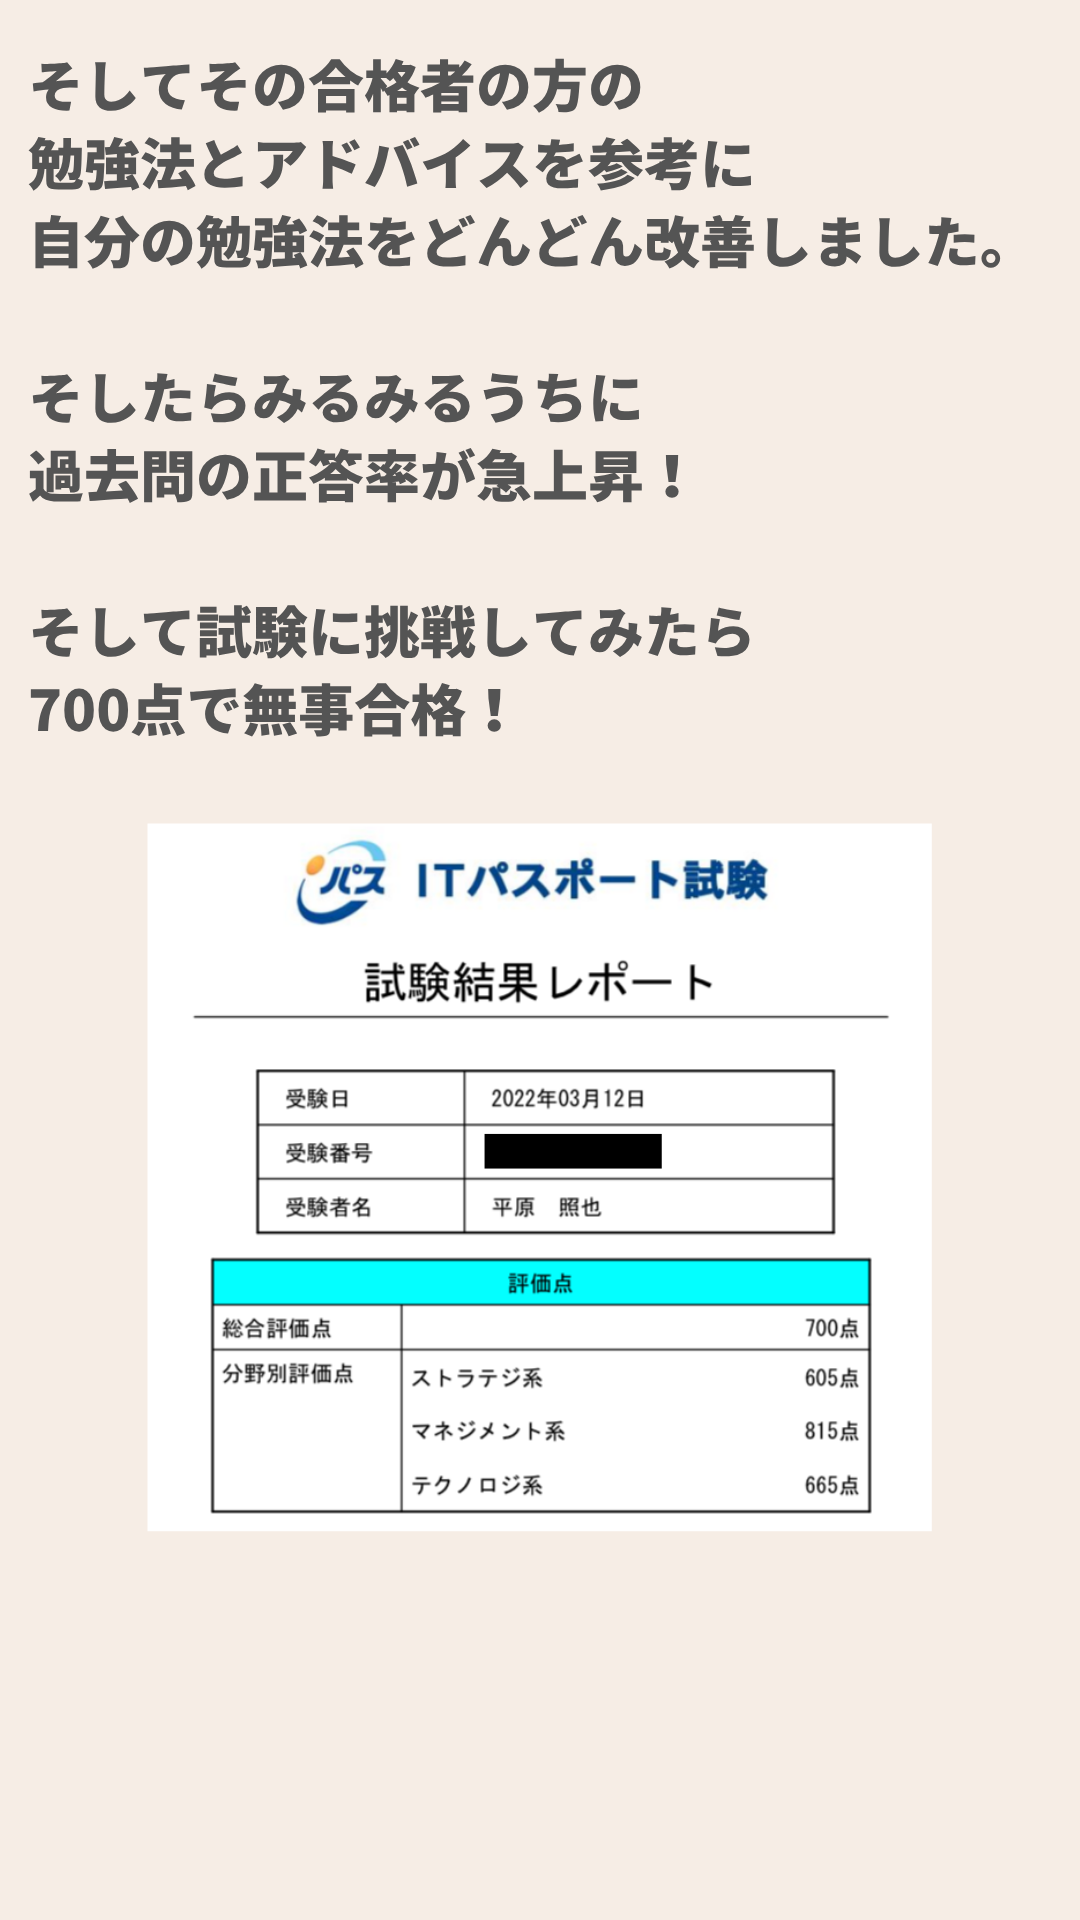 そしてその合格者の方の
勉強法とアドバイスを参考に
自分の勉強法をどんどん改善しました。
そしたらみるみるうちに
過去問の正答率が急上昇！
そして試験に挑戦してみたら
700点で無事合格！
iパス ITパスポート試験
試験結果レポート
受験日 2022年03月12日
受験番号
受験者名 平原　照也
評価点
総合評価点 700点
分野別評価点 ストラテジ系 605点
マネジメント系 815点
テクノロジ系 665点